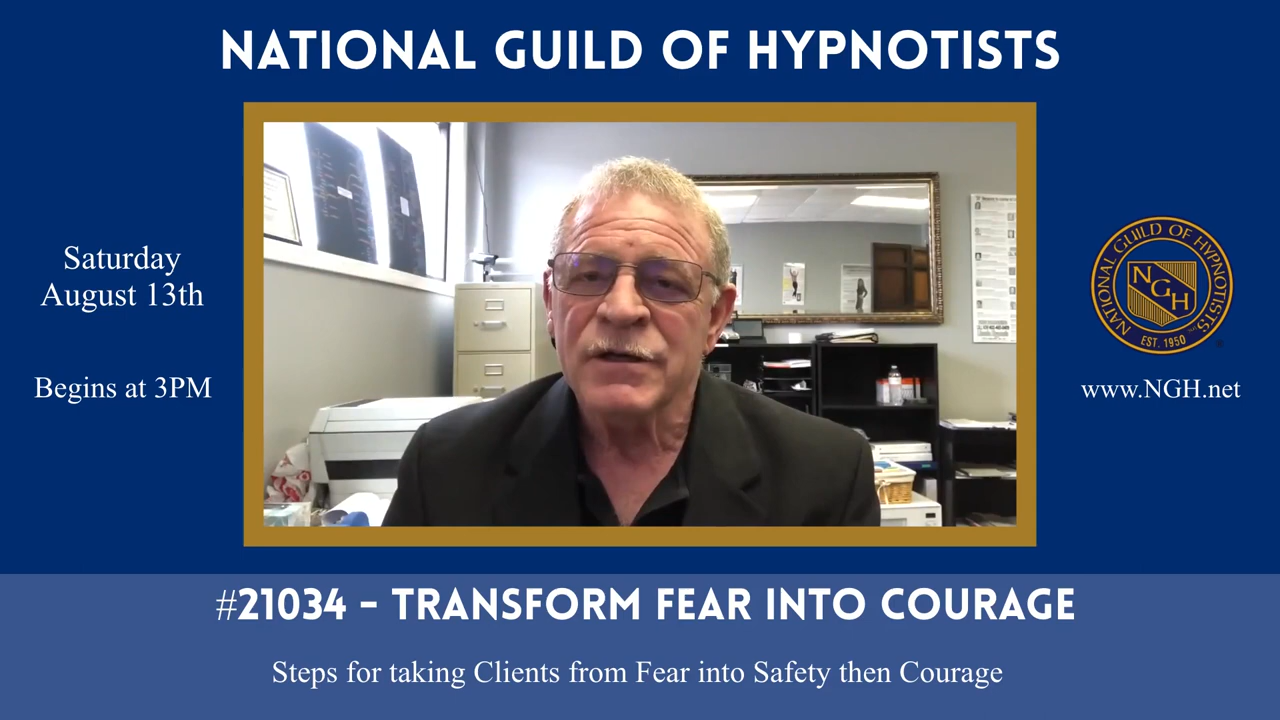 NATIONAL GUILD OF HYPNOTISTS
Saturday
August 13th
Begins at 3PM
NATIONAL GUILD OF HYPNOTISTS
NGH
EST. 1950
www.NGH.net
#21034 - TRANSFORM FEAR INTO COURAGE
Steps for taking Clients from Fear into Safety then Courage